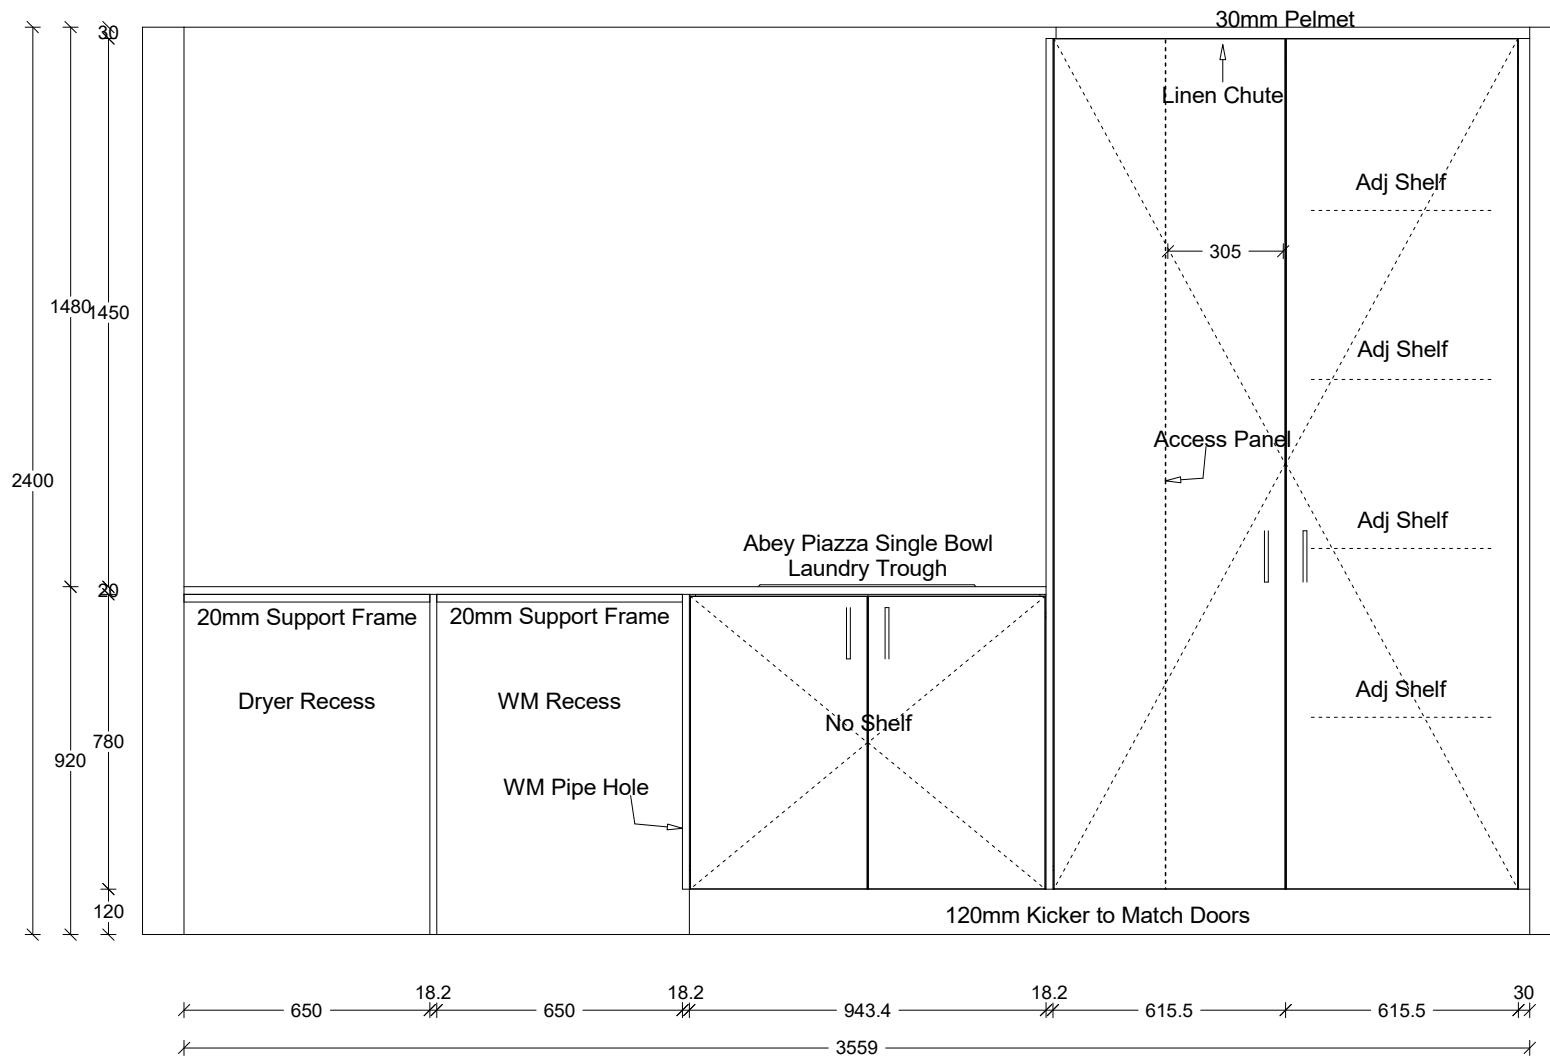 30mm Pelmet
30
Linen Chute
Adj Shelf
305
1480
1450
Adj Shelf
Access Panel
2400
Adj Shelf
Abey Piazza Single Bowl
Laundry Trough
20
20mm Support Frame
20mm Support Frame
Adj Shelf
Dryer Recess
WM Recess
No Shelf
780
920
WM Pipe Hole
120
120mm Kicker to Match Doors
18.2
18.2
18.2
30
650
650
943.4
615.5
615.5
3559